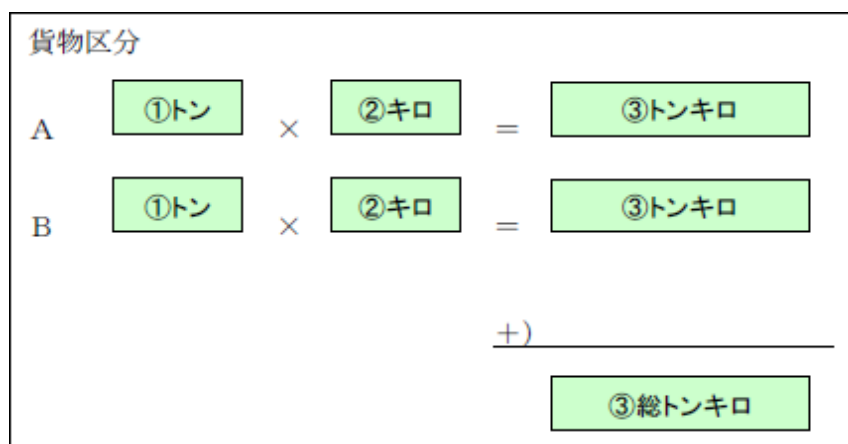 貨物区分
A ①トン × ②キロ = ③トンキロ
B ①トン × ②キロ = ③トンキロ
+)
③総トンキロ